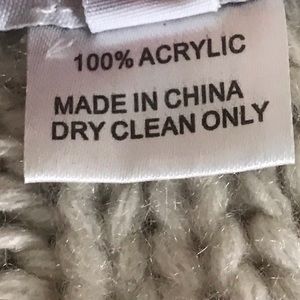 100% ACRYLIC
MADE IN CHINA
DRY CLEAN ONLY